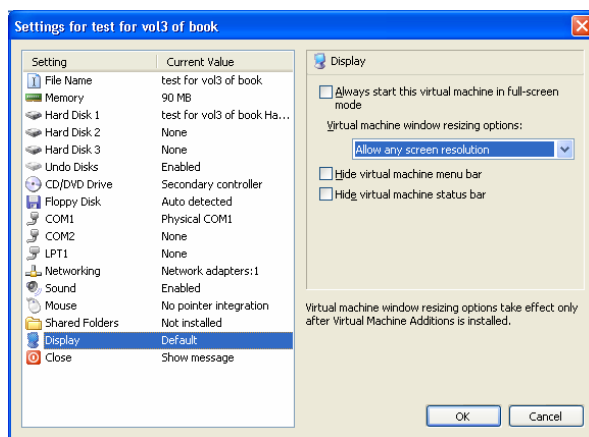 Settings for test for vol3 of book
Setting Current Value
File Name test for vol3 of book
Memory 90 MB
Hard Disk 1 test for vol3 of book Ha...
Hard Disk 2 None
Hard Disk 3 None
Undo Disks Enabled
CD/DVD Drive Secondary controller
Floppy Disk Auto detected
COM1 Physical COM1
COM2 None
LPT1 None
Networking Network adapters:1
Sound Enabled
Mouse No pointer integration
Shared Folders Not installed
Display Default
Close Show message
Display
Always start this virtual machine in full-screen
mode
Virtual machine window resizing options:
Allow any screen resolution
Hide virtual machine menu bar
Hide virtual machine status bar
Virtual machine window resizing options take effect only
after Virtual Machine Additions is installed.
OK Cancel